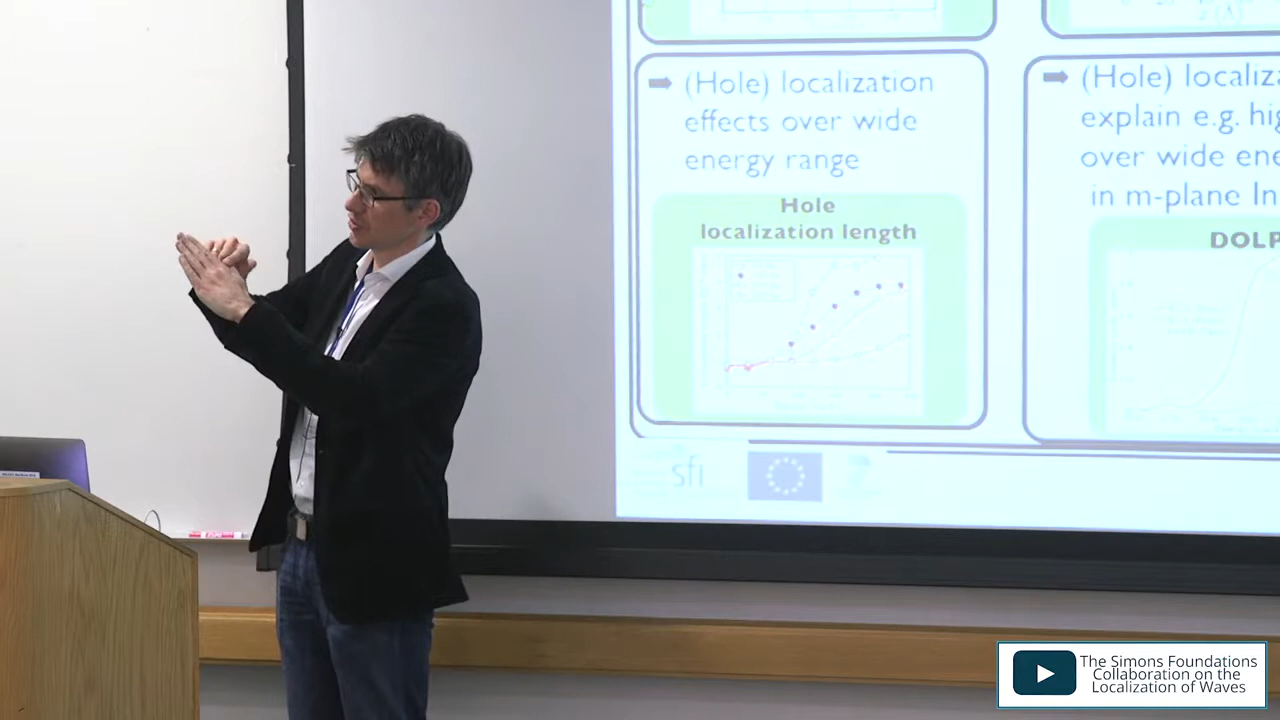 (Hole) localization
effects over wide
energy range
Hole
localization length
(Hole) localiza
explain e.g. hig
over wide ene
in m-plane In
DOLP
sfi
The Simons Foundations
Collaboration on the
Localization of Waves